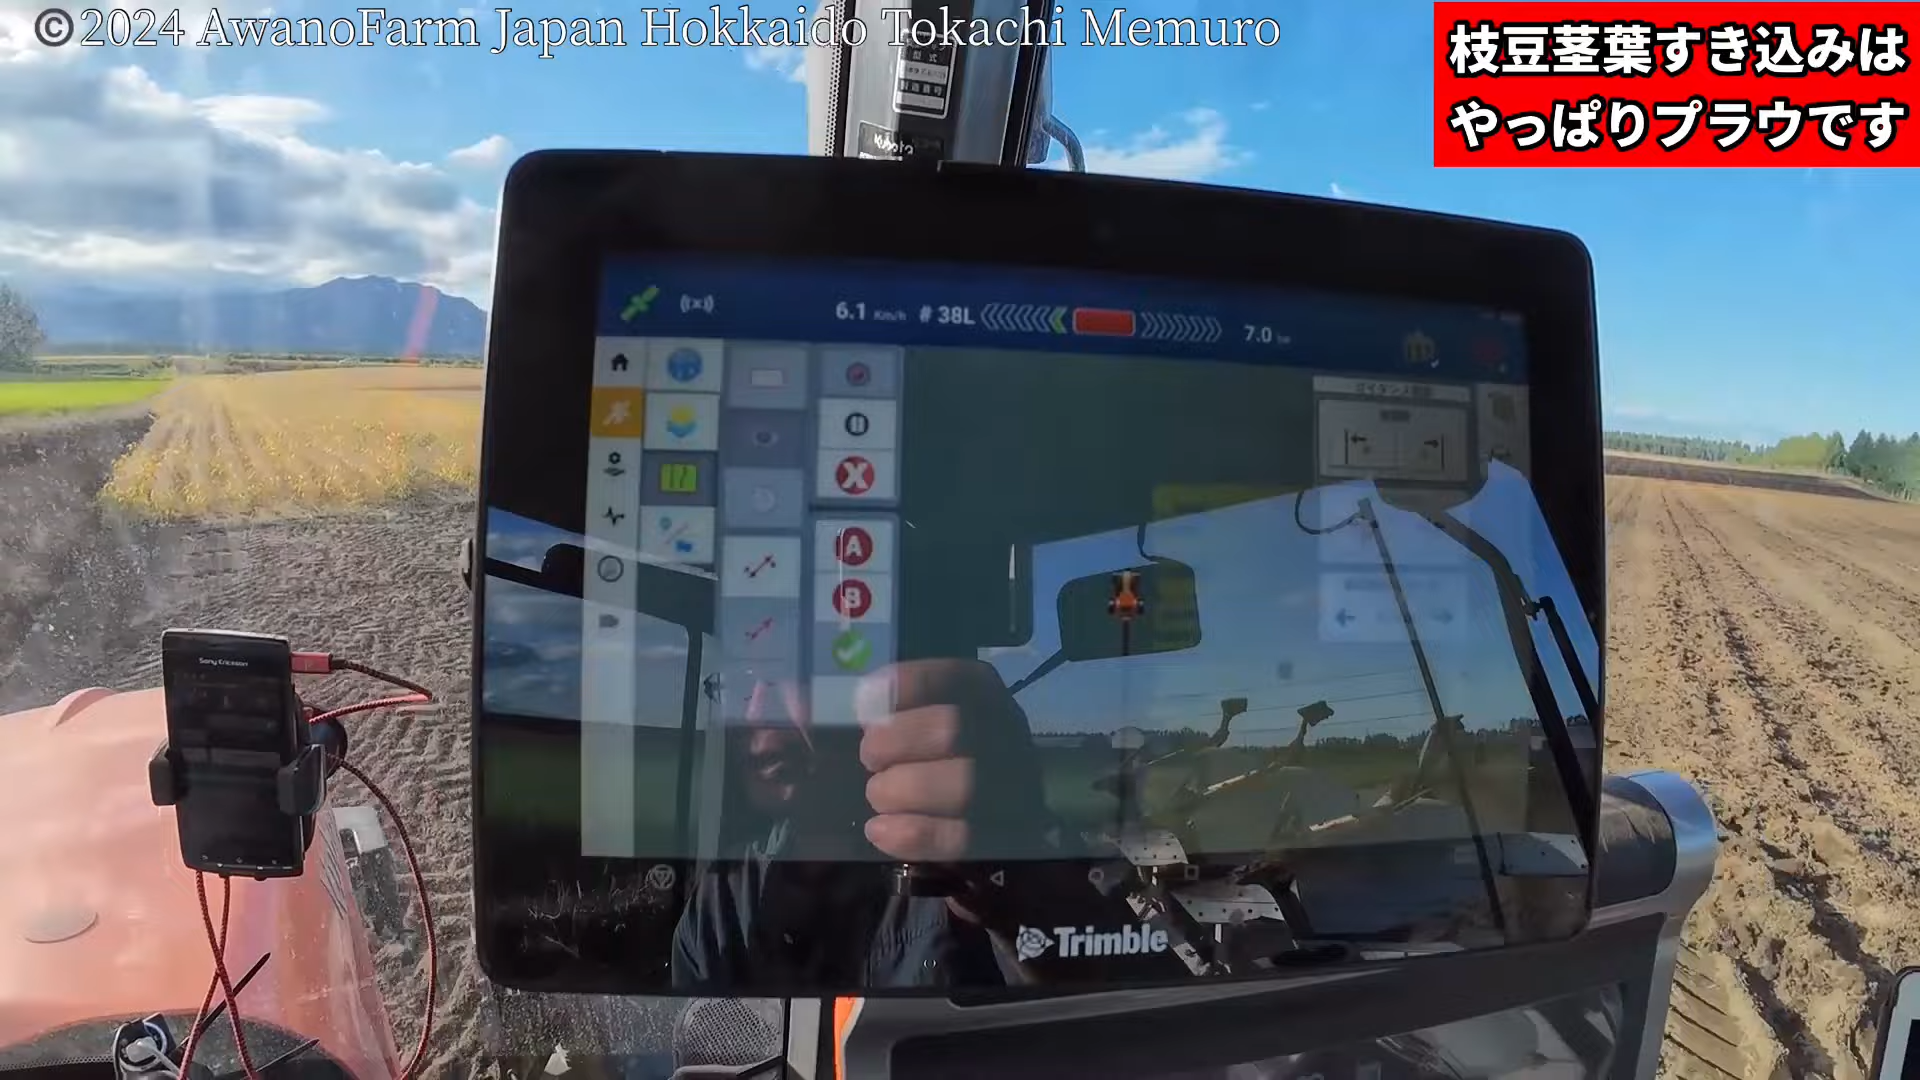 ©2024 AwanoFarm Japan Hokkaido Tokachi Memuro
枝豆茎葉すき込みは
やっぱりプラウです
Kubota
6.1 Km/h # 38L 7.0
A
B
Sony Ericsson
Trimble